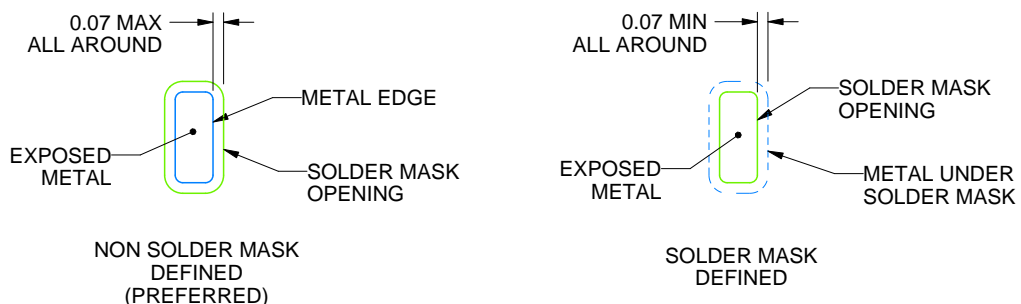 0.07 MAX
ALL AROUND
METAL EDGE
EXPOSED
METAL
SOLDER MASK
OPENING
NON SOLDER MASK
DEFINED
(PREFERRED)
0.07 MIN
ALL AROUND
SOLDER MASK
OPENING
EXPOSED
METAL
METAL UNDER
SOLDER MASK
SOLDER MASK
DEFINED